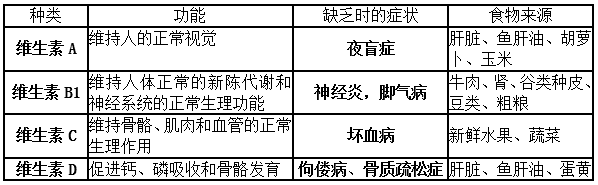 种类 功能 缺乏时的症状 食物来源
维生素 A 维持人的正常视觉 夜盲症 肝脏、鱼肝油、胡萝
卜、玉米
维生素 B1 维持人体正常的新陈代谢和
神经系统的正常生理功能 神经炎，脚气病 牛肉、肾、谷类种皮、
豆类、粗粮
维生素 C 维持骨骼、肌肉和血管的正常
生理作用 坏血病 新鲜水果、蔬菜
维生素 D 促进钙、磷吸收和骨骼发育 佝偻病、骨质疏松症 肝脏、鱼肝油、蛋黄